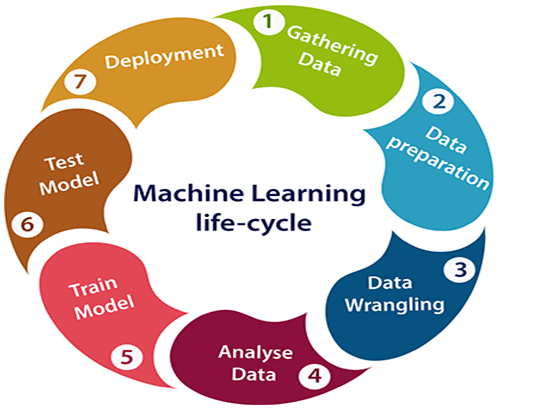 Machine Learning
life-cycle
1
Gathering
Data
2
Data
preparation
3
Data
Wrangling
4
Analyse
Data
5
Train
Model
6
Test
Model
7
Deployment